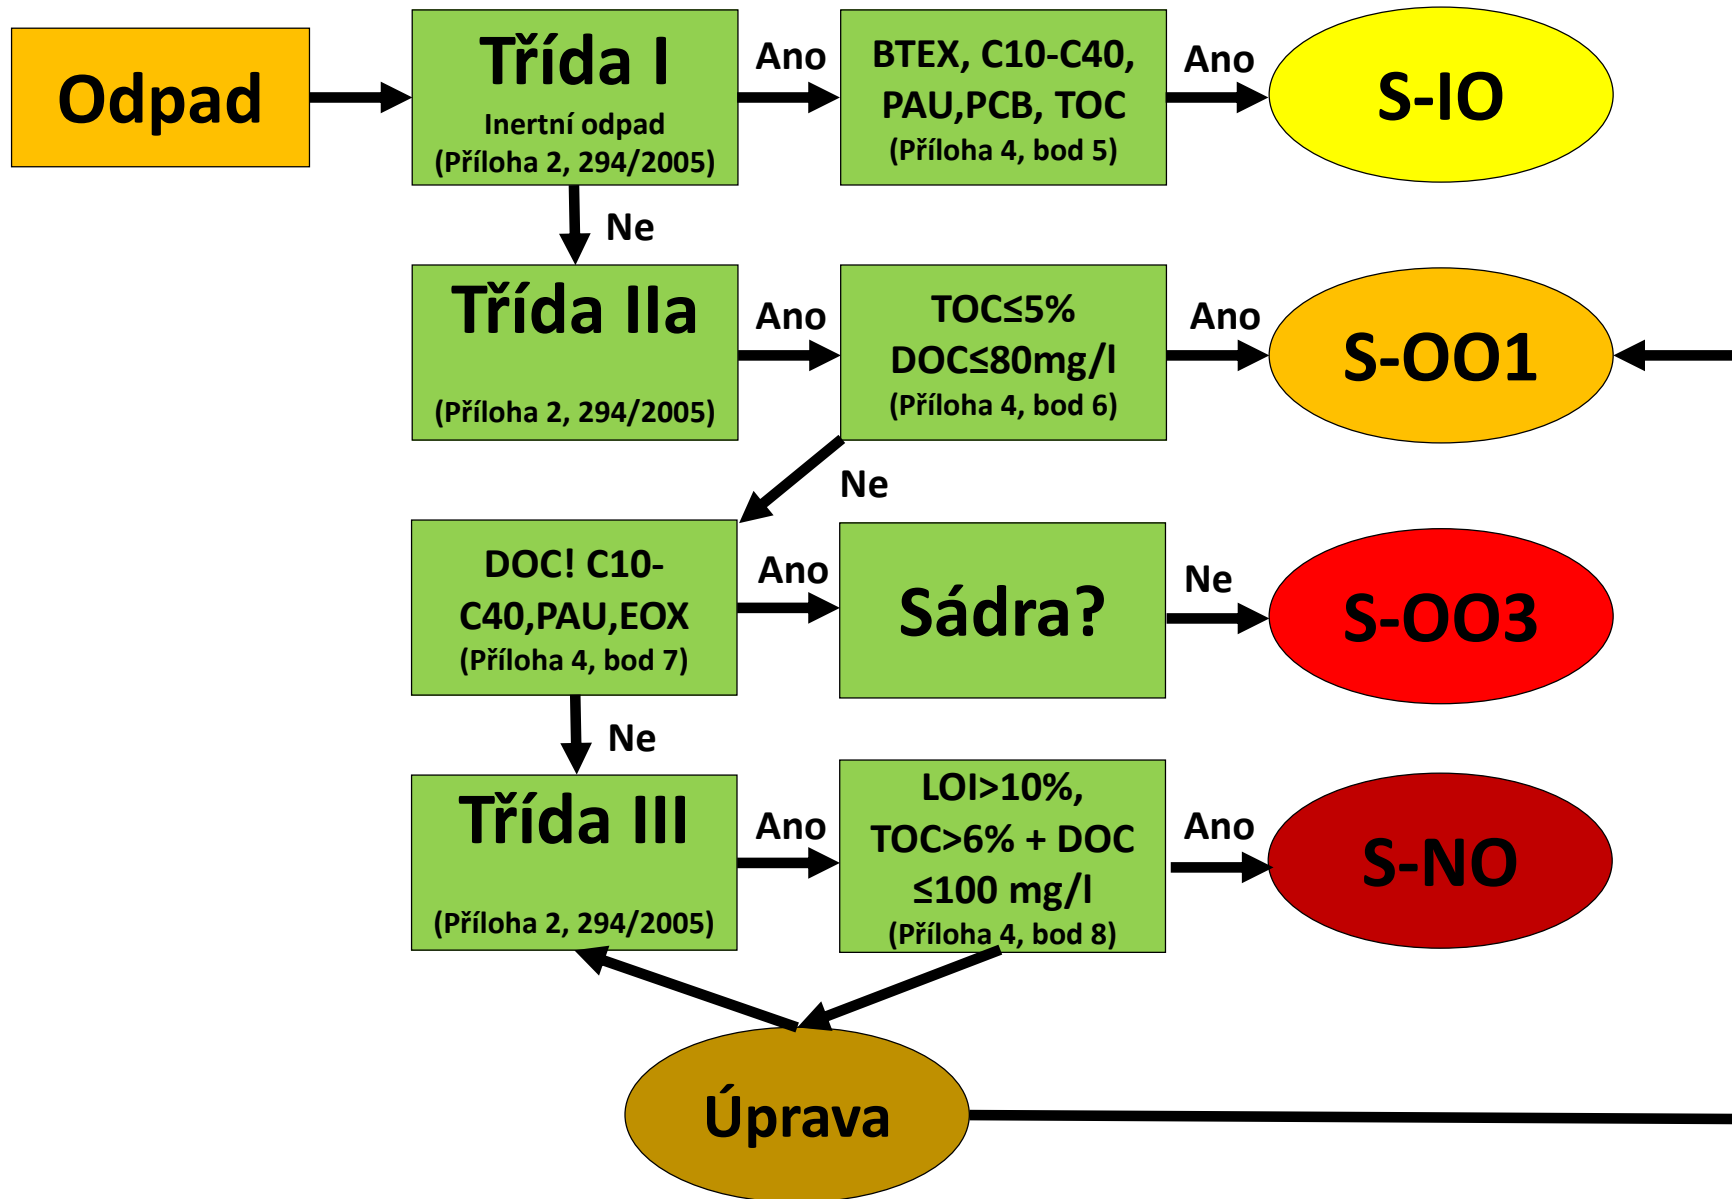 Odpad
Třída I
Inertní odpad
(Příloha 2, 294/2005)
Ano
BTEX, C10-C40,
PAU,PCB, TOC
(Příloha 4, bod 5)
Ano
S-IO
Ne
Třída IIa
(Příloha 2, 294/2005)
Ano
TOC≤5%
DOC≤80mg/l
(Příloha 4, bod 6)
Ano
S-OO1
Ne
DOC! C10-
C40,PAU,EOX
(Příloha 4, bod 7)
Ano
Sádra?
Ne
S-OO3
Ne
Třída III
(Příloha 2, 294/2005)
Ano
LOI>10%,
TOC>6% + DOC
≤100 mg/l
(Příloha 4, bod 8)
Ano
S-NO
Úprava